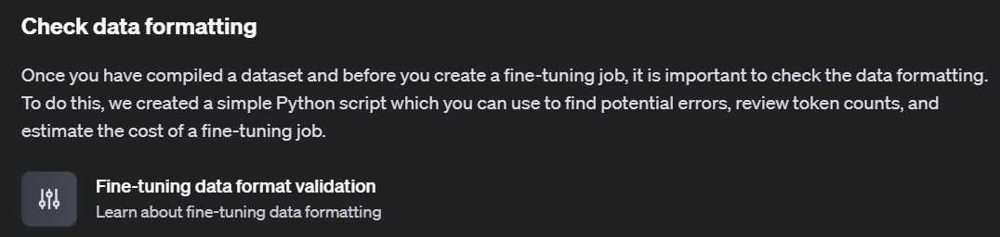 Check data formatting
Once you have compiled a dataset and before you create a fine-tuning job, it is important to check the data formatting.
To do this, we created a simple Python script which you can use to find potential errors, review token counts, and
estimate the cost of a fine-tuning job.
Fine-tuning data format validation
Learn about fine-tuning data formatting